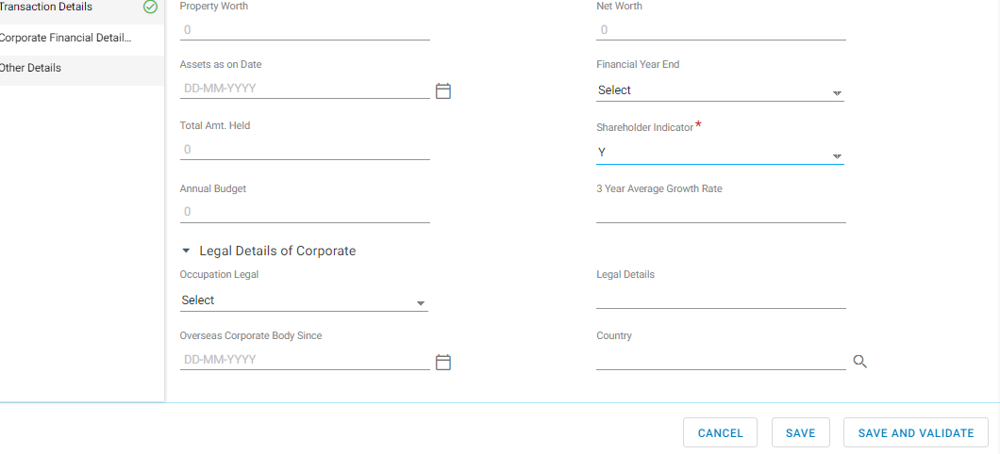 Transaction Details
Corporate Financial Detail...
Other Details
Property Worth
Net Worth
0
0
Assets as on Date
Financial Year End
DD-MM-YYYY
Select
Total Amt. Held
Shareholder Indicator *
0
Y
Annual Budget
3 Year Average Growth Rate
0
Legal Details of Corporate
Occupation Legal
Legal Details
Select
Overseas Corporate Body Since
Country
DD-MM-YYYY
CANCEL
SAVE
SAVE AND VALIDATE